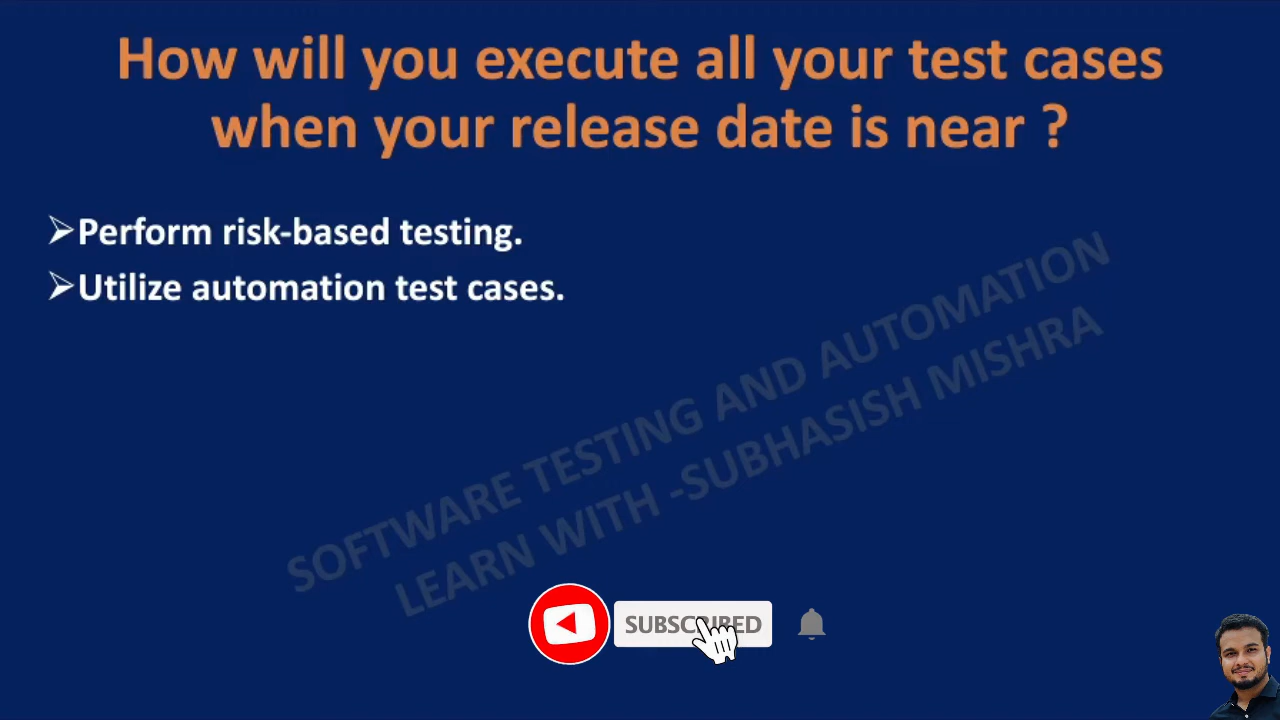 How will you execute all your test cases
when your release date is near ?
➢Perform risk-based testing.
➢Utilize automation test cases.
SOFTWARE TESTING AND AUTOMATION
LEARN WITH -SUBHASISH MISHRA
SUBSCRIBED